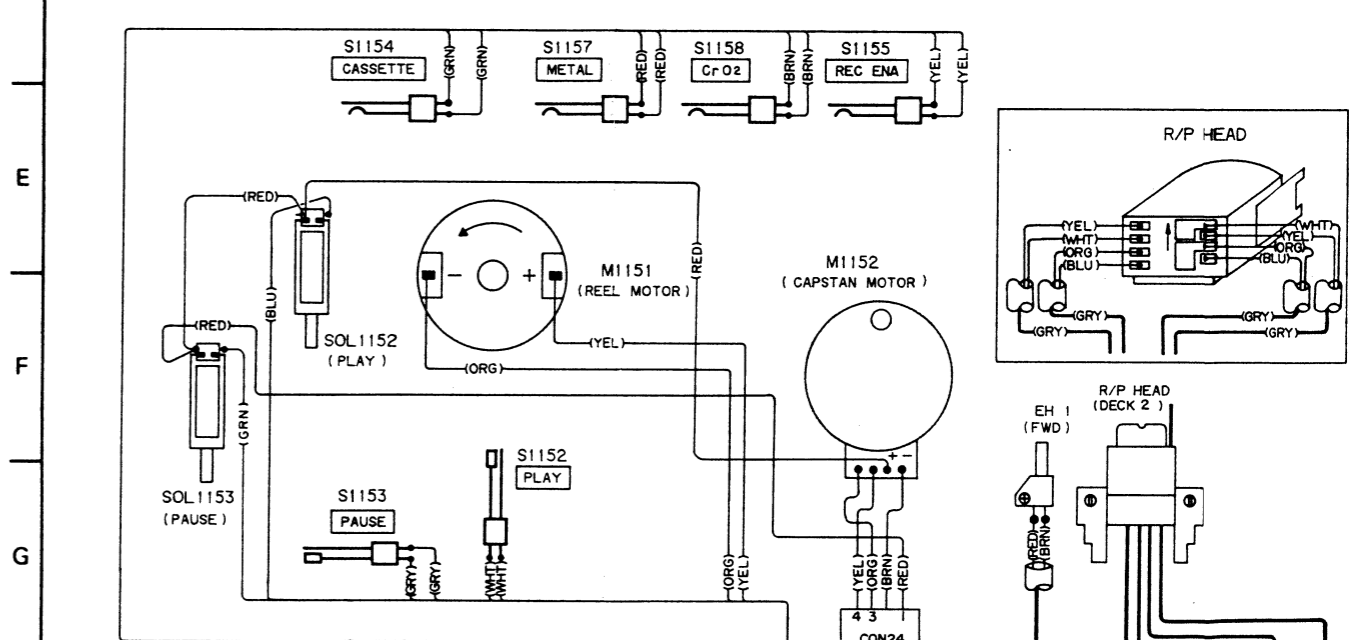 S1154
CASSETTE
(GRN)
(GRN)
S1157
METAL
(RED)
(RED)
S1158
CrO2
(BRN)
(BRN)
S1155
REC ENA
(YEL)
(YEL)
E
F
G
(RED)
(BLU)
SOL1152
(PLAY)
(RED)
(GRN)
SOL1153
(PAUSE)
-
+
M1151
(REEL MOTOR)
(RED)
(YEL)
(ORG)
M1152
(CAPSTAN MOTOR)
+ -
S1152
PLAY
(WHT)
(WHT)
S1153
PAUSE
(GRY)
(GRY)
(ORG)
(YEL)
(YEL)
(ORG)
(BRN)
(RED)
4 3
CON24
R/P HEAD
(YEL)
(WHT)
(ORG)
(BLU)
(WHT)
(YEL)
(ORG)
(BLU)
(GRY)
(GRY)
(GRY)
(GRY)
R/P HEAD
(DECK 2)
EH 1
(FWD)
(RED)
(BRN)